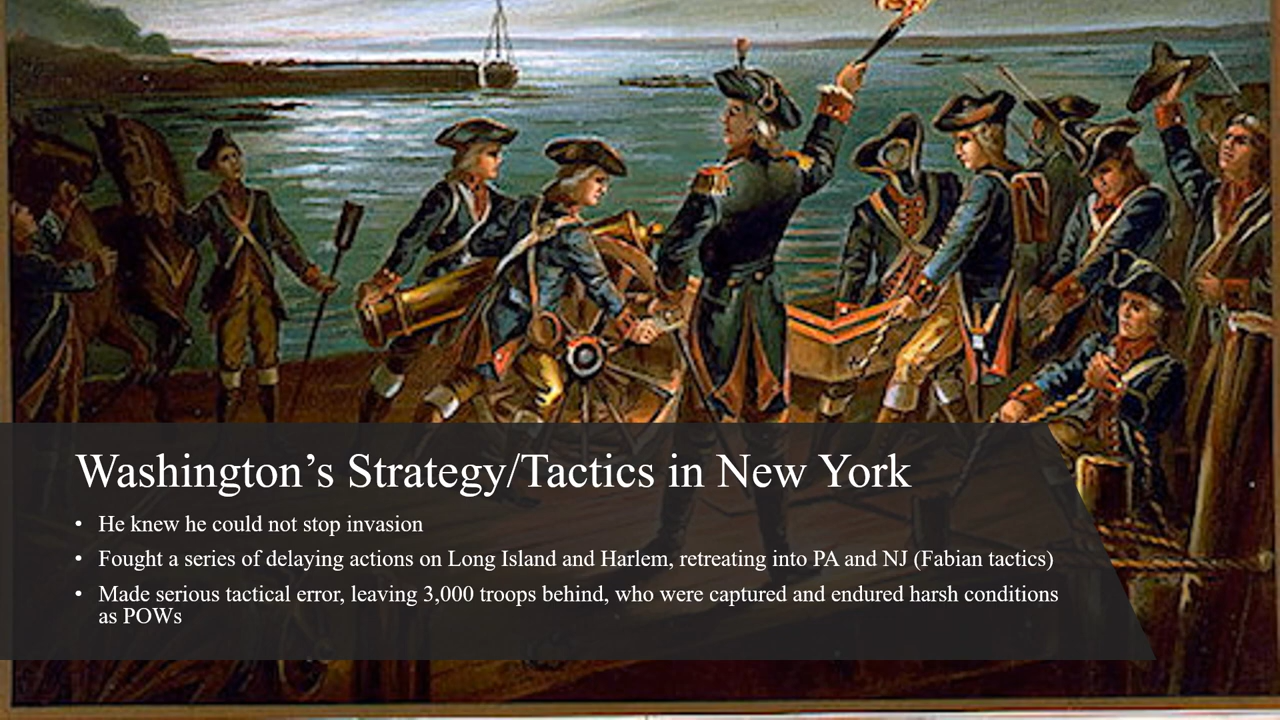 Washington’s Strategy/Tactics in New York
• He knew he could not stop invasion
• Fought a series of delaying actions on Long Island and Harlem, retreating into PA and NJ (Fabian tactics)
• Made serious tactical error, leaving 3,000 troops behind, who were captured and endured harsh conditions
as POWs